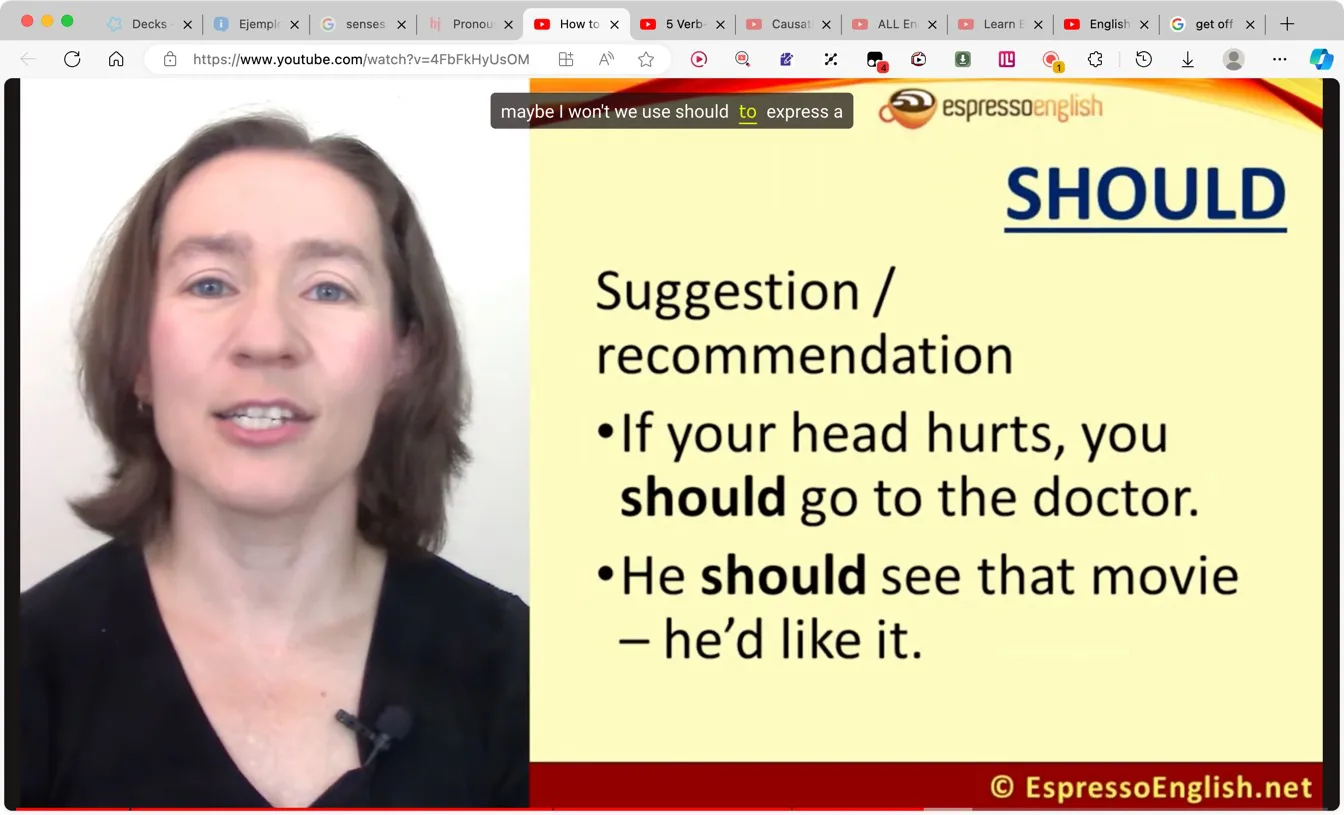 Decks
Ejempl
senses
Pronou
How to
5 Verb-
Causat
ALL En
Learn E
English
get off
https://www.youtube.com/watch?v=4FbFkHyUsOM
4
1
maybe I won't we use should to express a
espressoenglish
SHOULD
Suggestion /
recommendation
•If your head hurts, you
should go to the doctor.
•He should see that movie
– he’d like it.
© EspressoEnglish.net